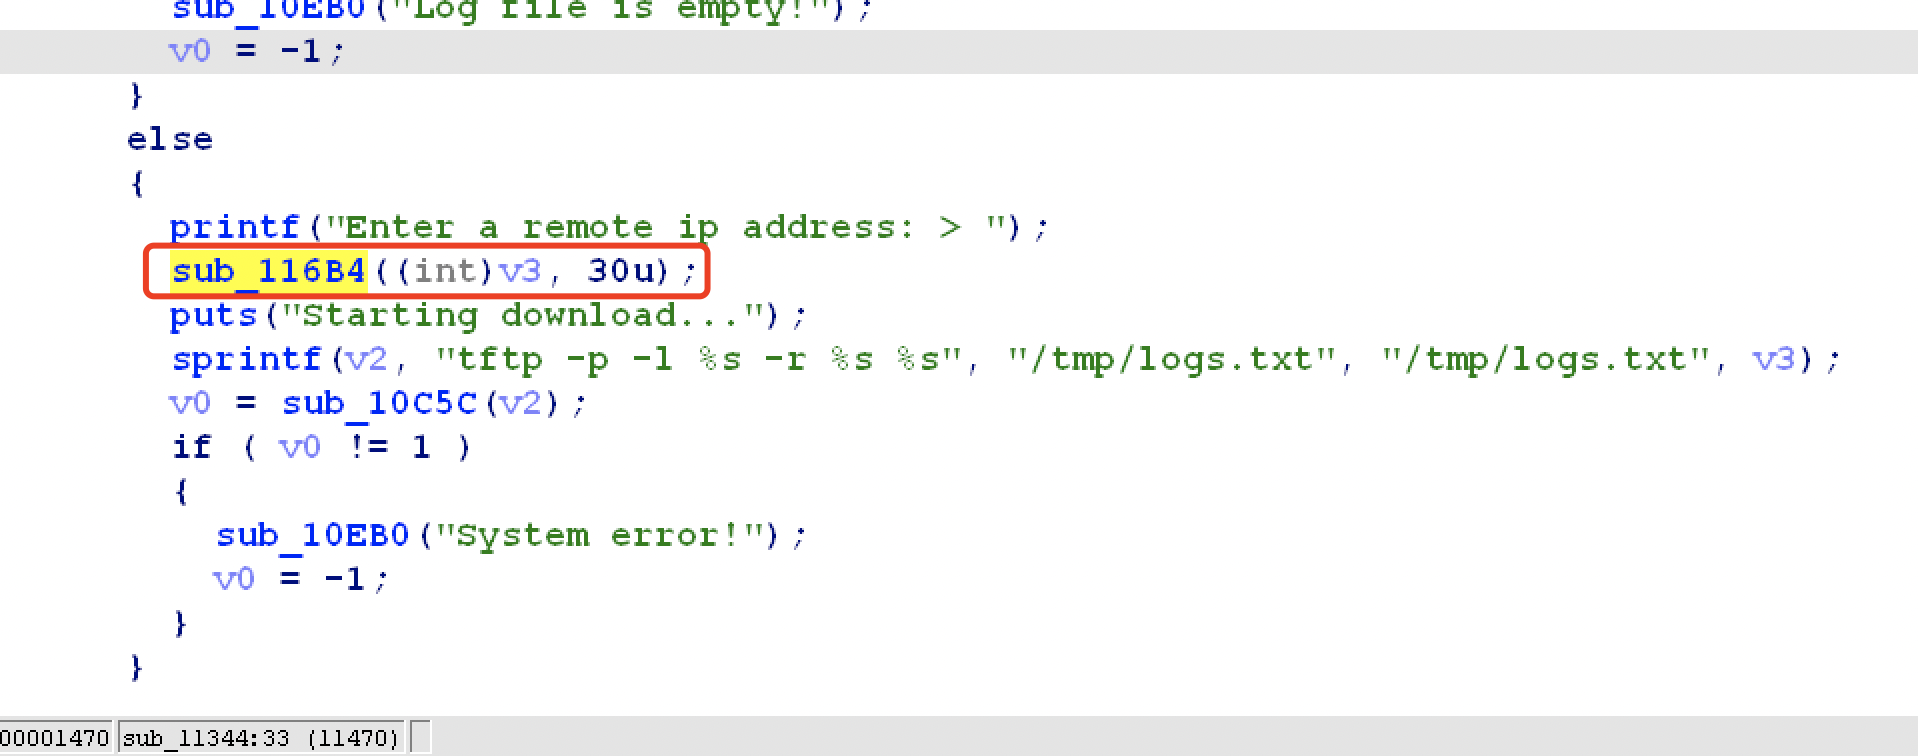 sub_10EB0("Log file is empty!");
v0 = -1;
}
else
{
printf("Enter a remote ip address: > ");
sub_116B4((int)v3, 30u);
puts("Starting download...");
sprintf(v2, "tftp -p -l %s -r %s %s", "/tmp/logs.txt", "/tmp/logs.txt", v3);
v0 = sub_10C5C(v2);
if ( v0 != 1 )
{
sub_10EB0("System error!");
v0 = -1;
}
}
00001470 sub_11344:33 (11470)